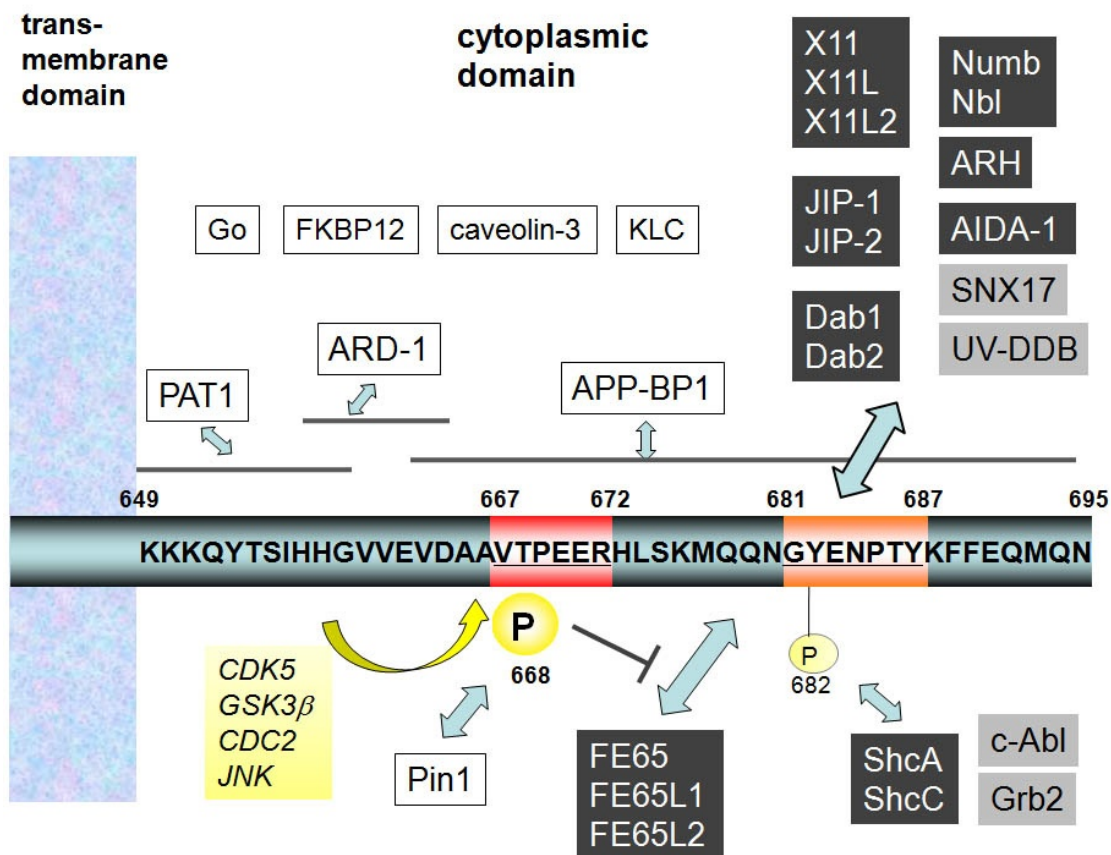 trans-
membrane
domain
cytoplasmic
domain
X11
X11L
X11L2
Numb
Nbl
ARH
JIP-1
JIP-2
AIDA-1
SNX17
Dab1
Dab2
UV-DDB
Go
FKBP12
caveolin-3
KLC
ARD-1
PAT1
APP-BP1
649
667
672
681
687
695
KKKQYTSIHHGVVEVDAAVTPEERHLSKMQQNGYENPTYKFFEQMQN
P
668
P
682
CDK5
GSK3β
CDC2
JNK
Pin1
FE65
FE65L1
FE65L2
ShcA
ShcC
c-Abl
Grb2